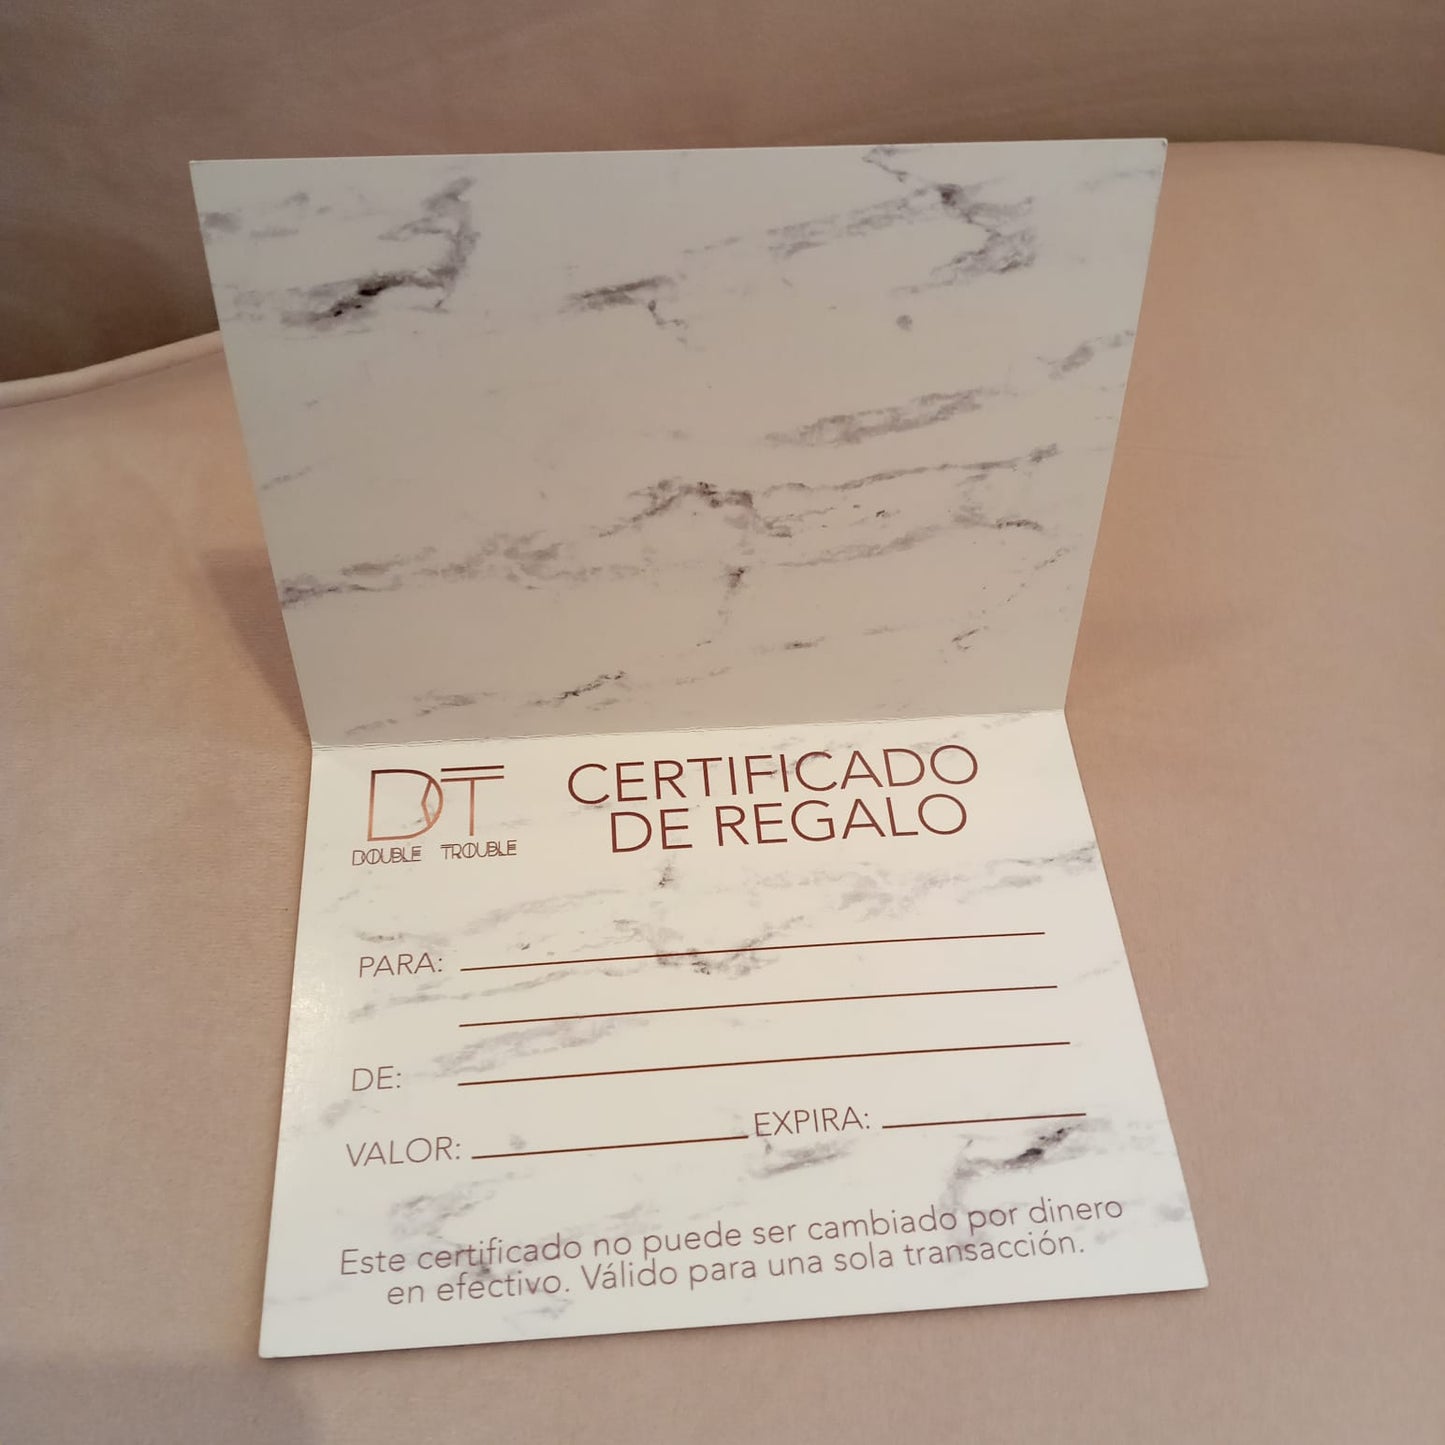 DT
DOUBLE TROUBLE
CERTIFICADO
DE REGALO
PARA:
DE:
VALOR:
EXPIRA:
Este certificado no puede ser cambiado por dinero
en efectivo. Válido para una sola transacción.